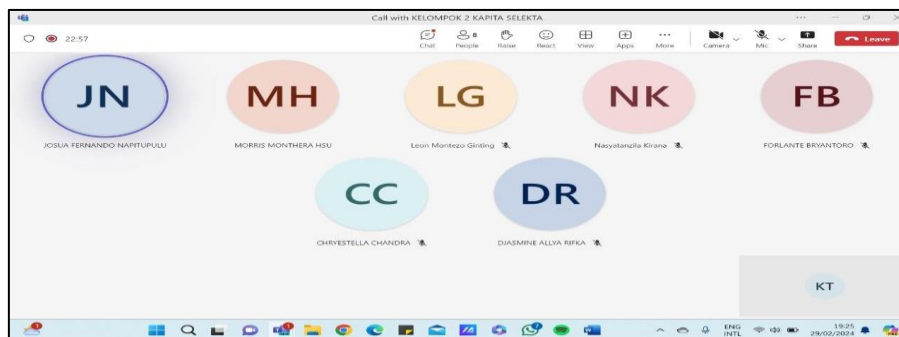 Call with KELOMPOK 2 KAPITA SELEKTA
22:57
Chat People 8 Raise React View Apps More Camera Mic Share Leave
JN MH LG NK FB
JOSUA FERNANDO NAPITUPULU MORRIS MONTHERA HSU Leon Montezo Ginting Nasyatanzila Kirana FORLANTE BRYANTORO
CC DR
CHRYESTELLA CHANDRA DJASMINE ALLYA RIFKA
KT
ENG 19:25
INTL 29/02/2024